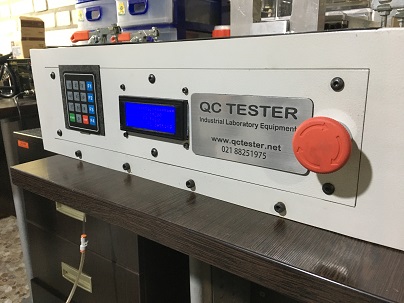 QC TESTER
Industrial Laboratory Equipment
www.qctester.net
021 88251975